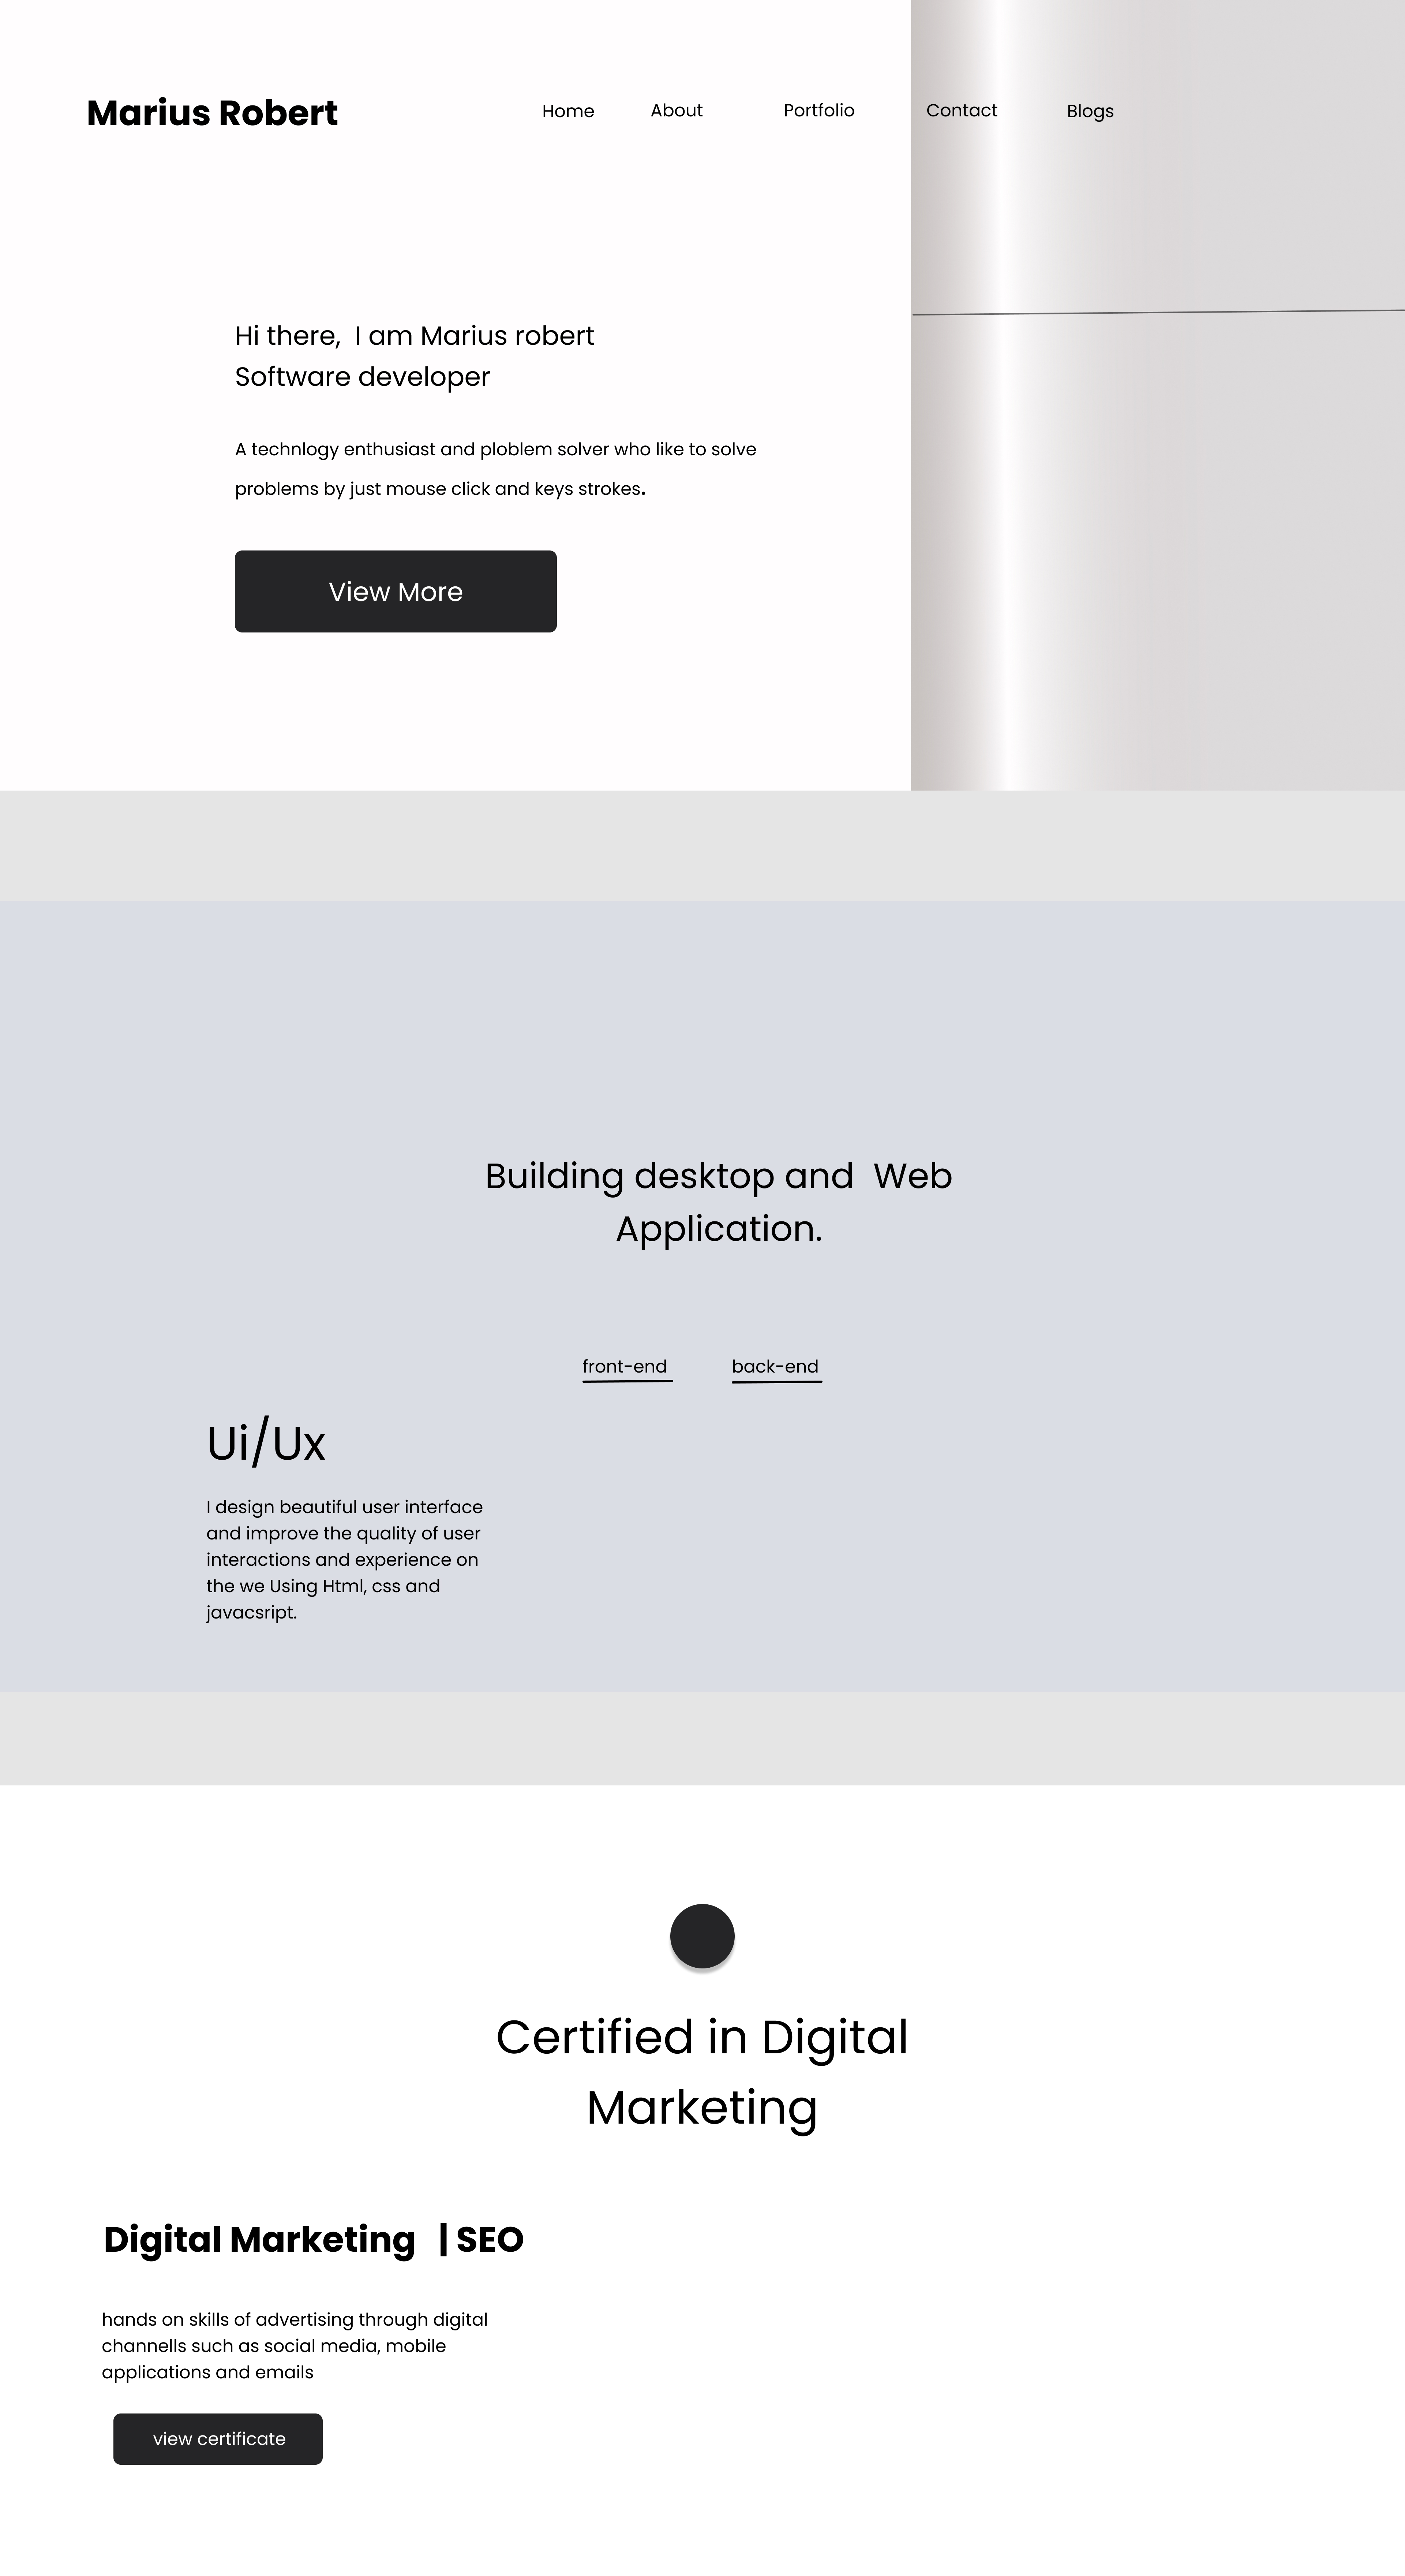 Marius Robert
Home About Portfolio Contact Blogs
Hi there,  I am Marius robert
Software developer
A technlogy enthusiast and ploblem solver who like to solve
problems by just mouse click and keys strokes.
View More
Building desktop and  Web
Application.
front-end back-end
Ui/Ux
I design beautiful user interface
and improve the quality of user
interactions and experience on
the we Using Html, css and
javacsript.
Certified in Digital
Marketing
Digital Marketing  | SEO
hands on skills of advertising through digital
channells such as social media, mobile
applications and emails
view certificate